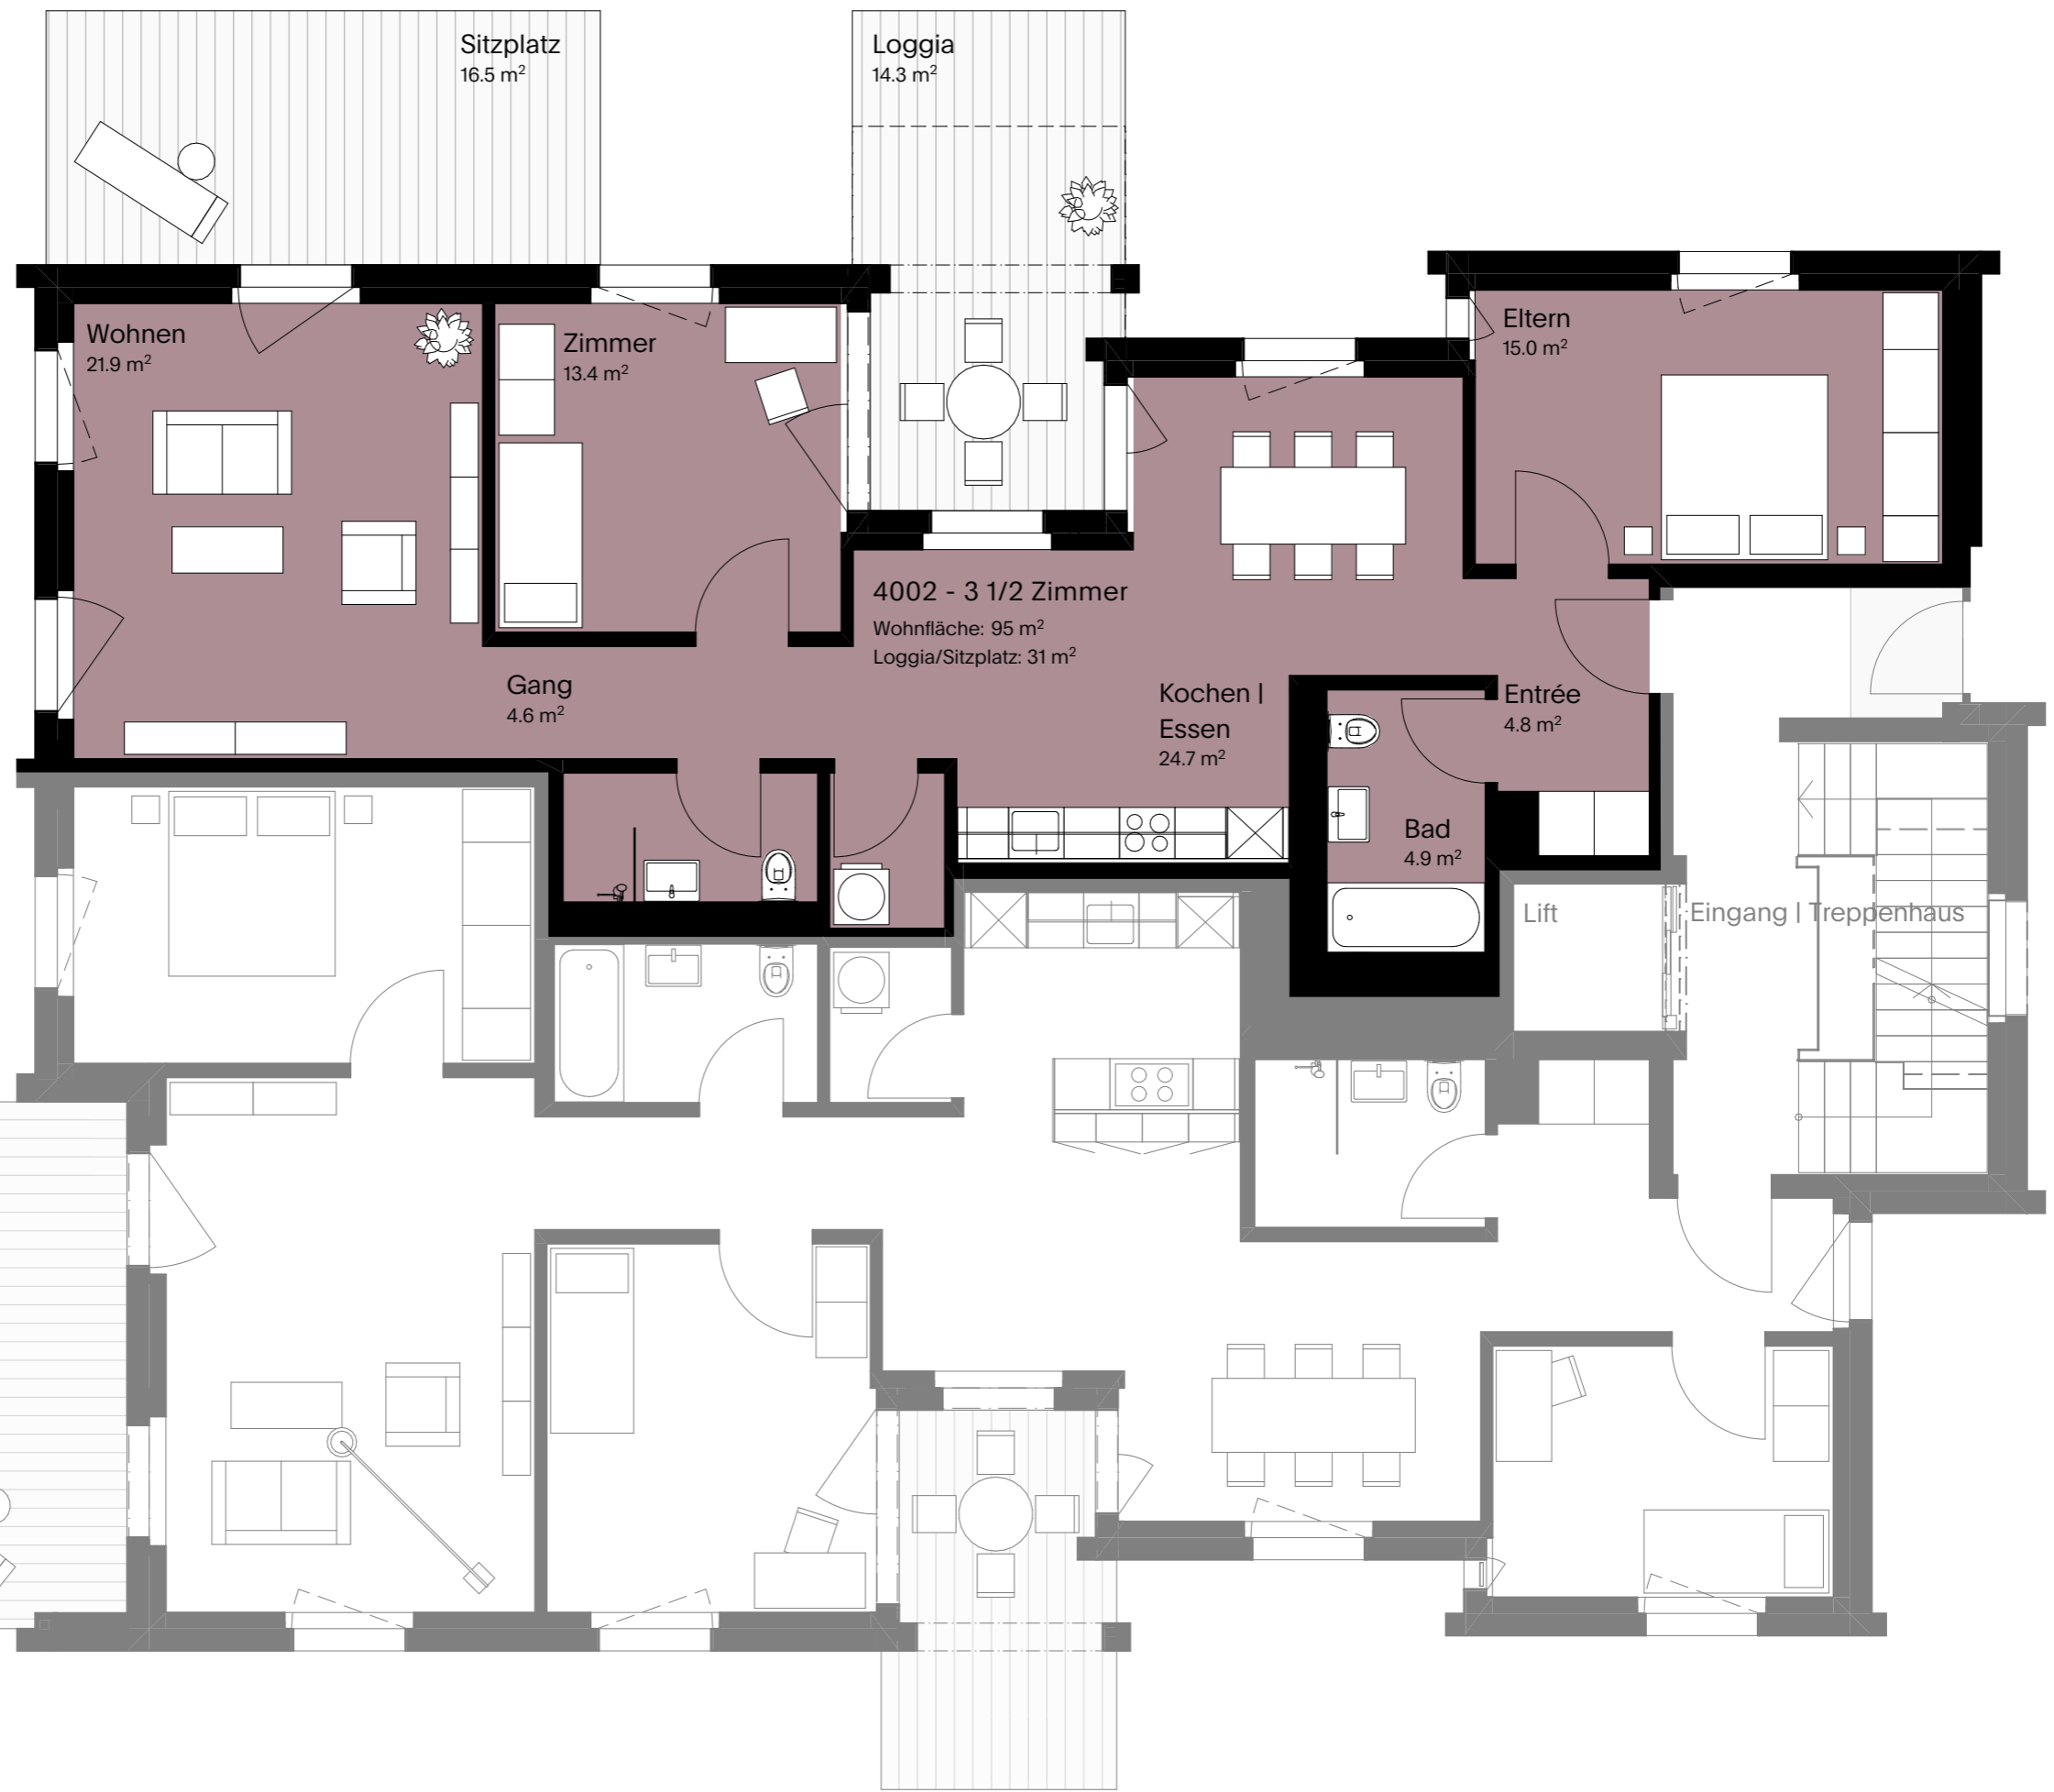 Sitzplatz
16.5 m²
Loggia
14.3 m²
Wohnen
21.9 m²
Zimmer
13.4 m²
Eltern
15.0 m²
4002 - 3 1/2 Zimmer
Wohnfläche: 95 m²
Loggia/Sitzplatz: 31 m²
Gang
4.6 m²
Kochen |
Essen
24.7 m²
Entrée
4.8 m²
Bad
4.9 m²
Lift
Eingang | Treppenhaus